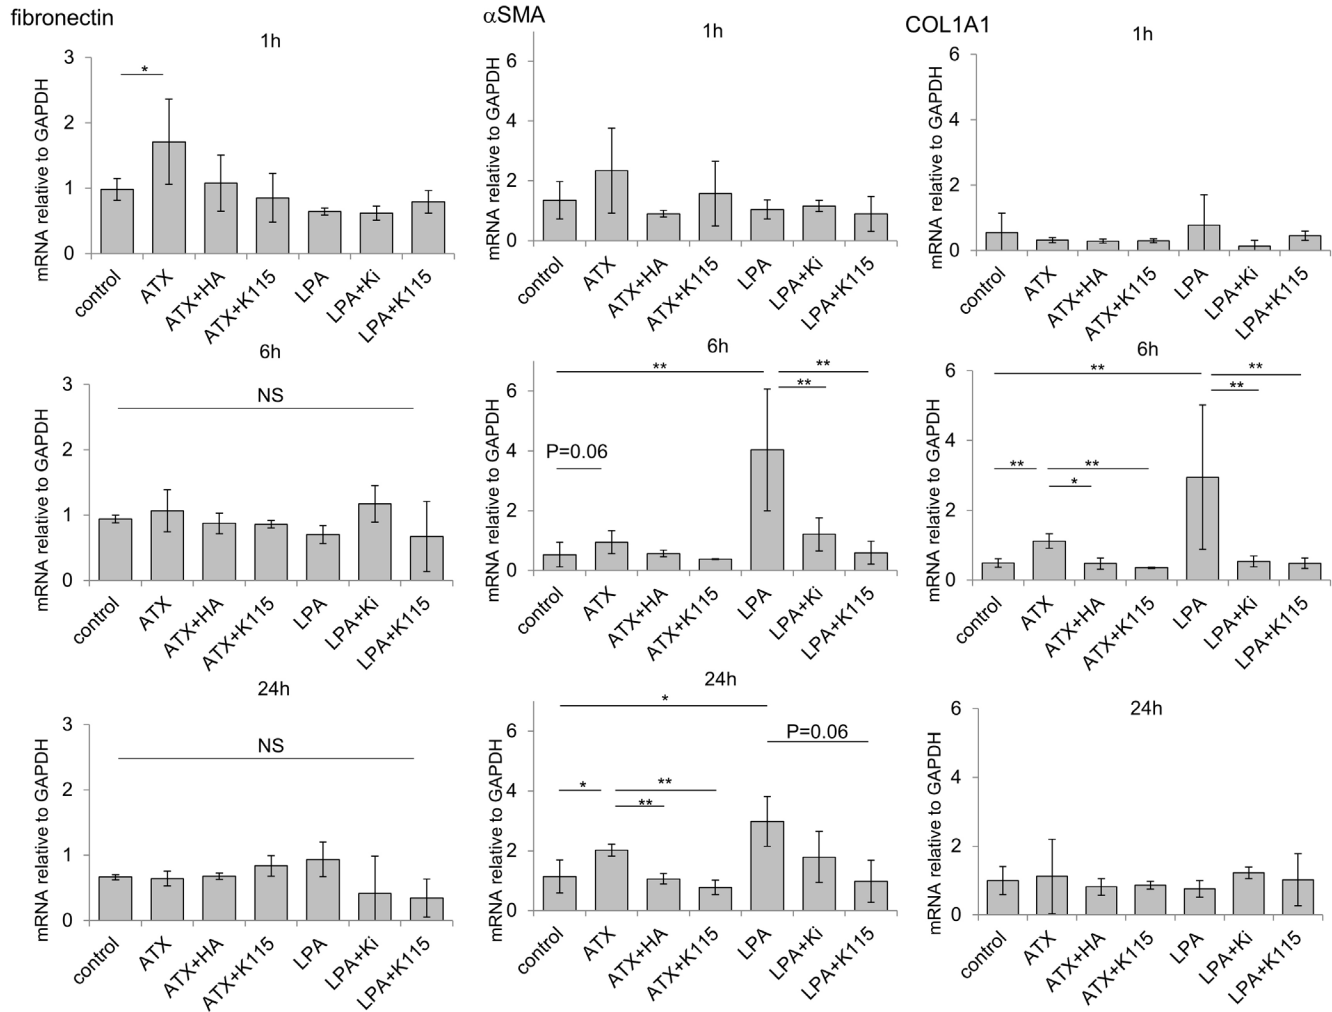 fibronectin
αSMA
COL1A1
1h
*
mRNA relative to GAPDH
3
2
1
0
control
ATX
ATX+HA
ATX+K115
LPA
LPA+Ki
LPA+K115
1h
mRNA relative to GAPDH
6
4
2
0
control
ATX
ATX+HA
ATX+K115
LPA
LPA+Ki
LPA+K115
1h
mRNA relative to GAPDH
6
4
2
0
control
ATX
ATX+HA
ATX+K115
LPA
LPA+Ki
LPA+K115
6h
NS
mRNA relative to GAPDH
3
2
1
0
control
ATX
ATX+HA
ATX+K115
LPA
LPA+Ki
LPA+K115
6h
**
**
**
P=0.06
mRNA relative to GAPDH
6
4
2
0
control
ATX
ATX+HA
ATX+K115
LPA
LPA+Ki
LPA+K115
6h
**
**
**
**
**
*
mRNA relative to GAPDH
6
4
2
0
control
ATX
ATX+HA
ATX+K115
LPA
LPA+Ki
LPA+K115
24h
NS
mRNA relative to GAPDH
3
2
1
0
control
ATX
ATX+HA
ATX+K115
LPA
LPA+Ki
LPA+K115
24h
*
P=0.06
*
**
**
mRNA relative to GAPDH
6
4
2
0
control
ATX
ATX+HA
ATX+K115
LPA
LPA+Ki
LPA+K115
24h
mRNA relative to GAPDH
6
4
2
0
control
ATX
ATX+HA
ATX+K115
LPA
LPA+Ki
LPA+K115